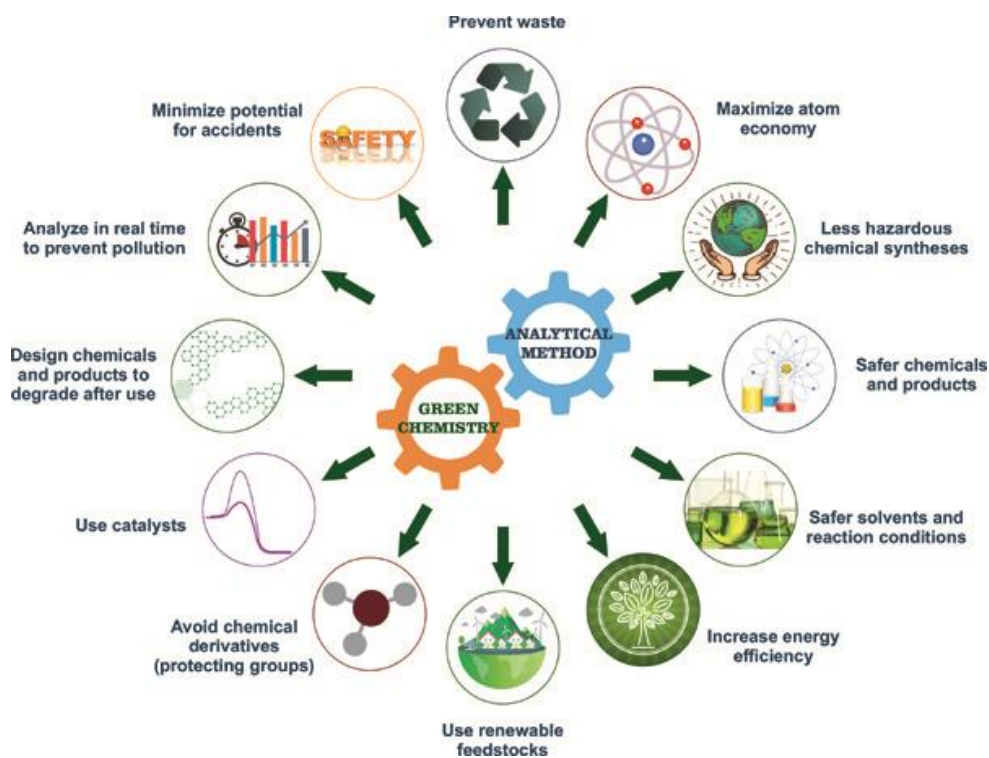 Prevent waste
Maximize atom
economy
Less hazardous
chemical syntheses
Safer chemicals
and products
Safer solvents and
reaction conditions
Increase energy
efficiency
Use renewable
feedstocks
Avoid chemical
derivatives
(protecting groups)
Use catalysts
Design chemicals
and products to
degrade after use
Analyze in real time
to prevent pollution
Minimize potential
for accidents
SAFETY
ANALYTICAL
METHOD
GREEN
CHEMISTRY